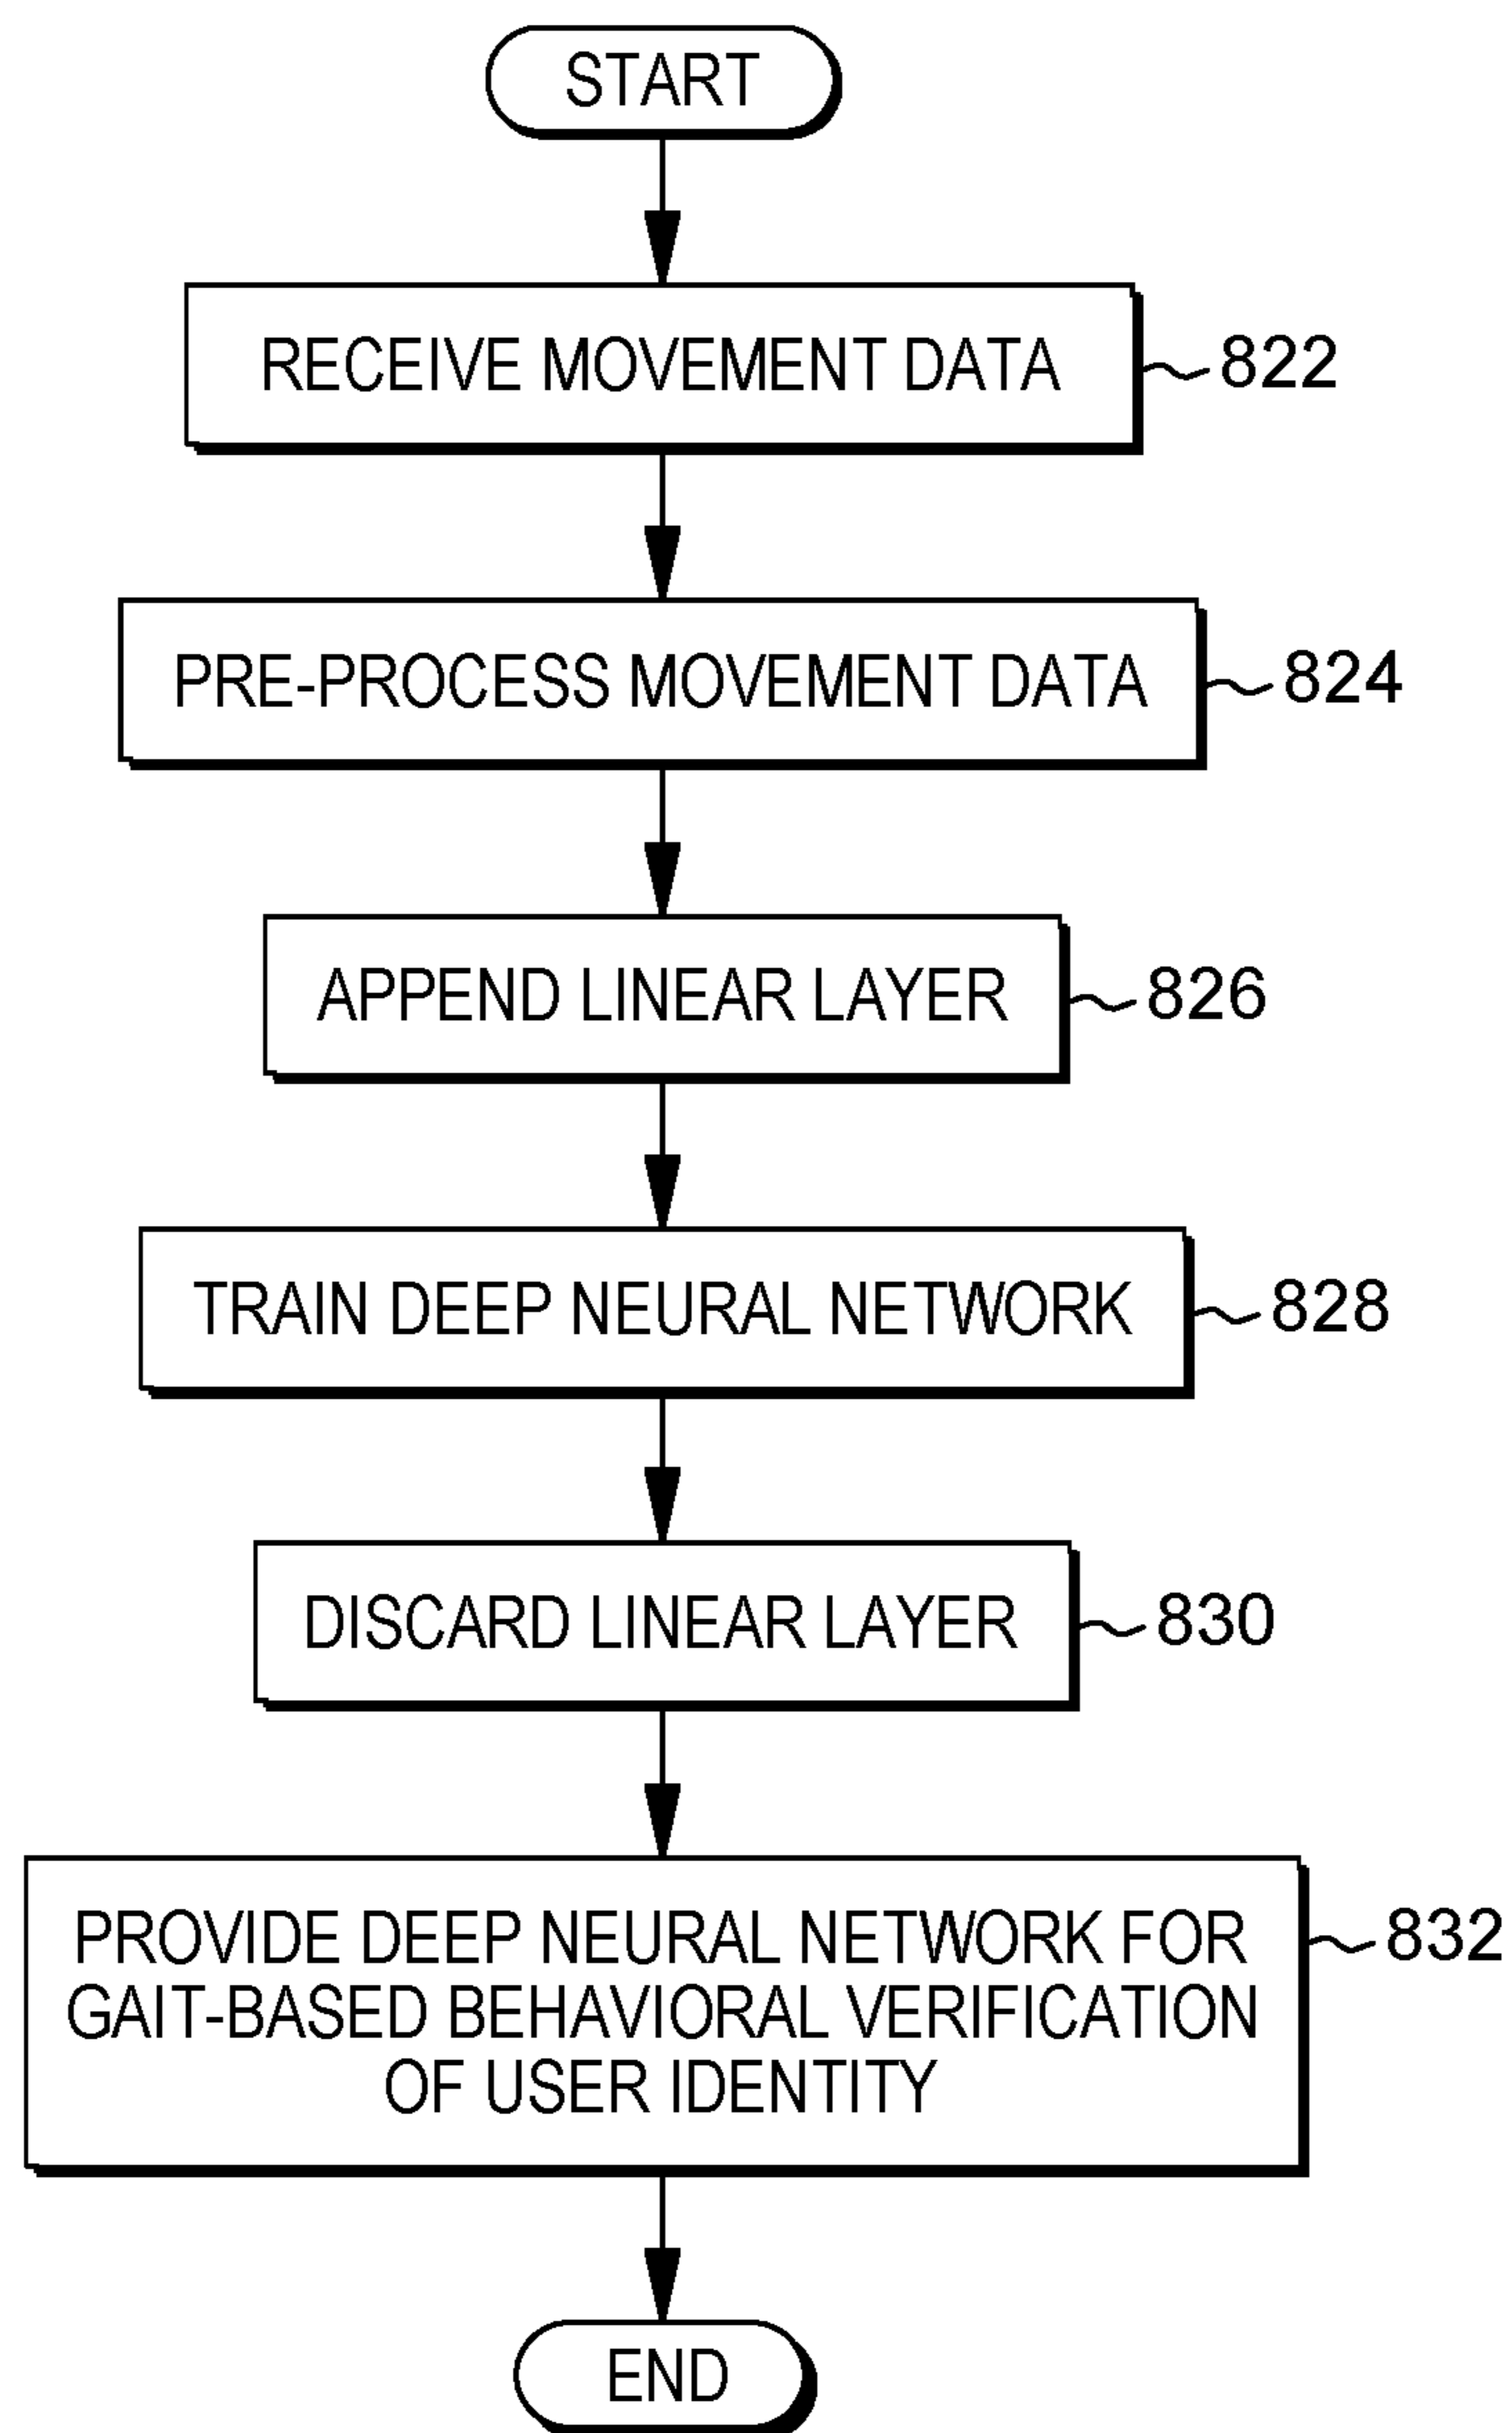 START
RECEIVE MOVEMENT DATA
822
PRE-PROCESS MOVEMENT DATA
824
APPEND LINEAR LAYER
826
TRAIN DEEP NEURAL NETWORK
828
DISCARD LINEAR LAYER
830
PROVIDE DEEP NEURAL NETWORK FOR
GAIT-BASED BEHAVIORAL VERIFICATION
OF USER IDENTITY
832
END